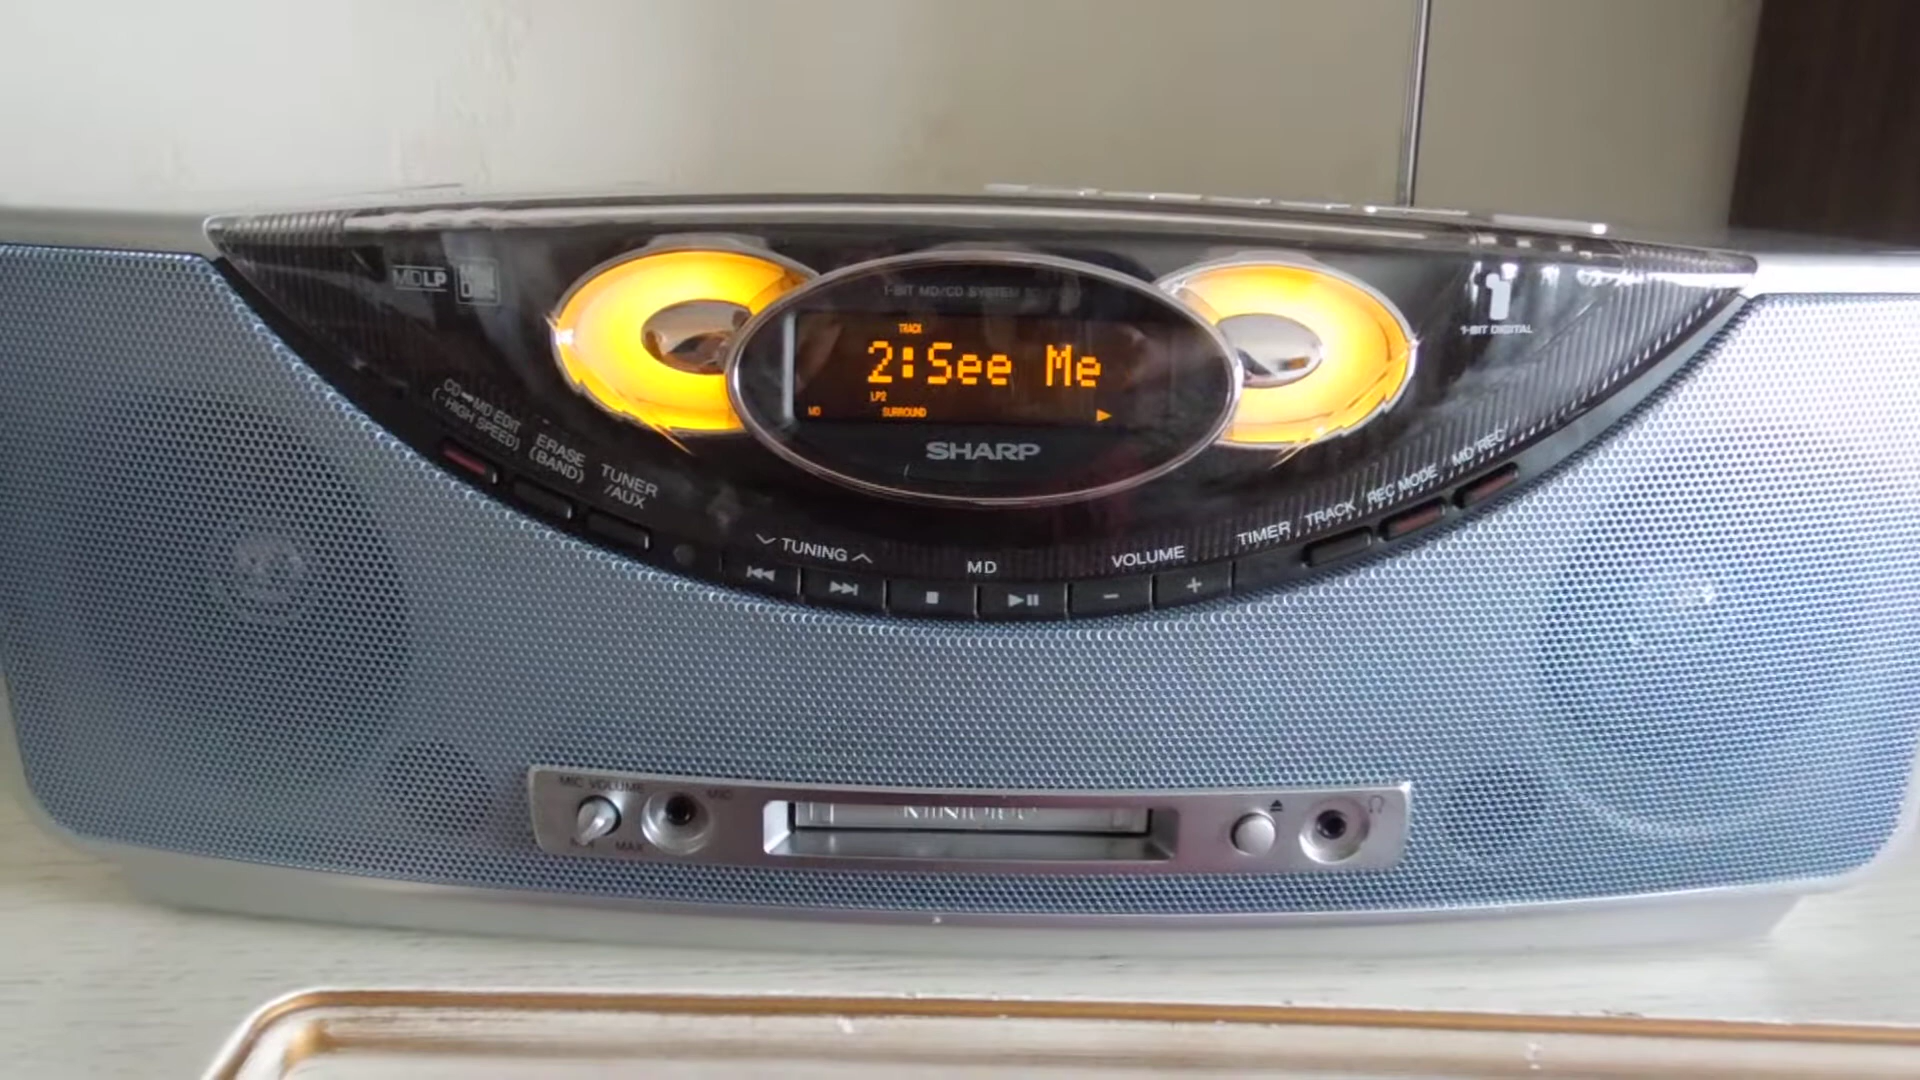 MDLP
1-BIT MD/CD SYSTEM
TRACK
2:See Me
LP2
MD SURROUND
SHARP
1-BIT DIGITAL
CD→MD EDIT
(-HIGH SPEED)
ERASE
(BAND)
TUNER
/AUX
TUNING
MD
VOLUME
TIMER
TRACK
REC MODE
MD REC
MIC VOLUME
MIC
MIN MAX